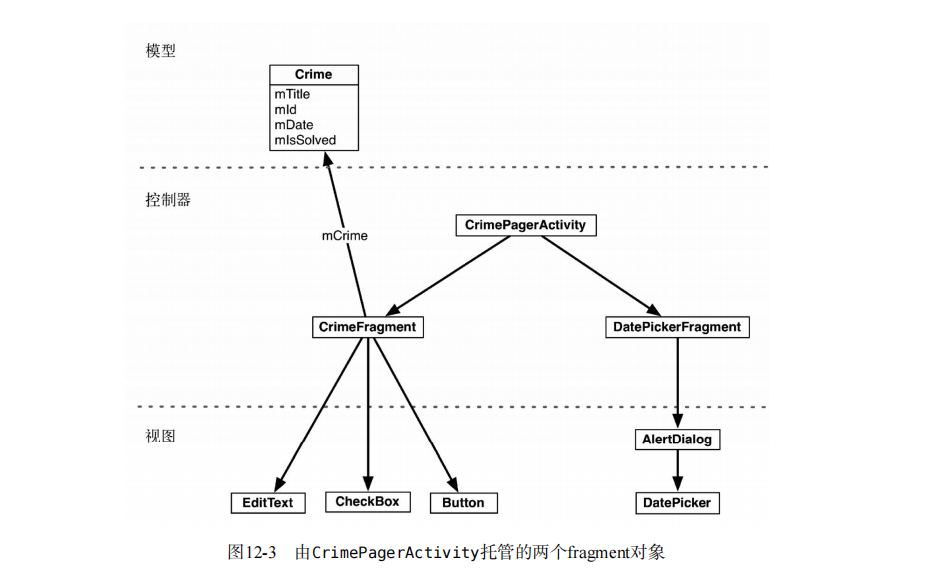 模型
Crime
mTitle
mId
mDate
mIsSolved
控制器
CrimePagerActivity
mCrime
CrimeFragment
DatePickerFragment
视图
AlertDialog
EditText
CheckBox
Button
DatePicker
图12-3 由CrimePagerActivity托管的两个fragment对象